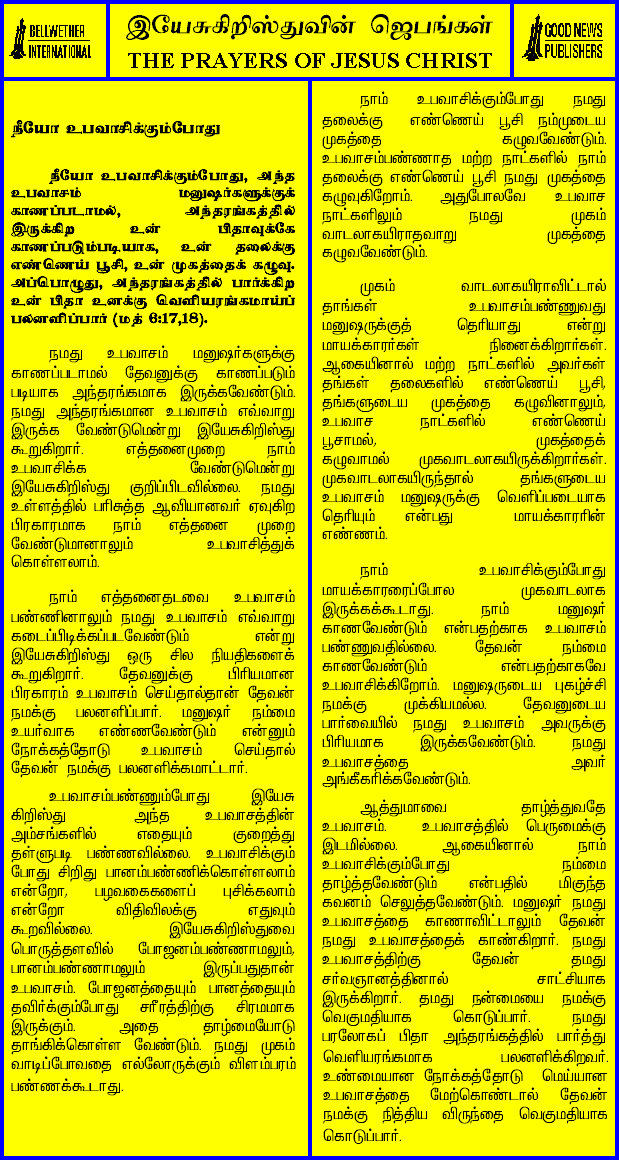 BELLWETHER
INTERNATIONAL
இயேசுகிறிஸ்துவின் ஜெபங்கள்
THE PRAYERS OF JESUS CHRIST
GOOD NEWS
PUBLISHERS
நீயோ உபவாசிக்கும்போது
நீயோ உபவாசிக்கும்போது, அந்த
உபவாசம் மனுஷர்களுக்குக்
காணப்படாமல், அந்தரங்கத்தில்
இருக்கிற உன் பிதாவுக்கே
காணப்படும்படியாக, உன் தலைக்கு
எண்ணெய் பூசி, உன் முகத்தைக் கழுவு.
அப்பொழுது, அந்தரங்கத்தில் பார்க்கிற
உன் பிதா உனக்கு வெளியரங்கமாய்ப்
பலனளிப்பார் (மத் 6:17,18).
நமது உபவாசம் மனுஷர்களுக்கு
காணப்படாமல் தேவனுக்கு காணப்படும்
படியாக அந்தரங்கமாக இருக்கவேண்டும்.
நமது அந்தரங்கமான உபவாசம் எவ்வாறு
இருக்க வேண்டுமென்று இயேசுகிறிஸ்து
கூறுகிறார். எத்தனைமுறை நாம்
உபவாசிக்க வேண்டுமென்று
இயேசுகிறிஸ்து குறிப்பிடவில்லை. நமது
உள்ளத்தில் பரிசுத்த ஆவியானவர் ஏவுகிற
பிரகாரமாக நாம் எத்தனை முறை
வேண்டுமானாலும் உபவாசித்துக்
கொள்ளலாம்.
நாம் எத்தனைதடவை உபவாசம்
பண்ணினாலும் நமது உபவாசம் எவ்வாறு
கடைப்பிடிக்கப்படவேண்டும் என்று
இயேசுகிறிஸ்து ஒரு சில நியதிகளைக்
கூறுகிறார். தேவனுக்கு பிரியமான
பிரகாரம் உபவாசம் செய்தால்தான் தேவன்
நமக்கு பலனளிப்பார். மனுஷர் நம்மை
உயர்வாக எண்ணவேண்டும் என்னும்
நோக்கத்தோடு உபவாசம் செய்தால்
தேவன் நமக்கு பலனளிக்கமாட்டார்.
உபவாசம்பண்ணும்போது இயேசு
கிறிஸ்து அந்த உபவாசத்தின்
அம்சங்களில் எதையும் குறைத்து
தள்ளுபடி பண்ணவில்லை. உபவாசிக்கும்
போது சிறிது பானம்பண்ணிக்கொள்ளலாம்
என்றோ, பழவகைகளைப் புசிக்கலாம்
என்றோ விதிவிலக்கு எதுவும்
கூறவில்லை. இயேசுகிறிஸ்துவை
பொருத்தளவில் போஜனம்பண்ணாமலும்,
பானம்பண்ணாமலும் இருப்பதுதான்
உபவாசம். போஜனத்தையும் பானத்தையும்
தவிர்க்கும்போது சரீரத்திற்கு சிரமமாக
இருக்கும். அதை தாழ்மையோடு
தாங்கிக்கொள்ள வேண்டும். நமது முகம்
வாடிப்போவதை எல்லோருக்கும் விளம்பரம்
பண்ணக்கூடாது.
நாம் உபவாசிக்கும்போது நமது
தலைக்கு எண்ணெய் பூசி நம்முடைய
முகத்தை கழுவவேண்டும்.
உபவாசம்பண்ணாத மற்ற நாட்களில் நாம்
தலைக்கு எண்ணெய் பூசி நமது முகத்தை
கழுவுகிறோம். அதுபோலவே உபவாச
நாட்களிலும் நமது முகம்
வாடலாகயிராதவாறு முகத்தை
கழுவவேண்டும்.
முகம் வாடலாகயிராவிட்டால்
தாங்கள் உபவாசம்பண்ணுவது
மனுஷருக்குத் தெரியாது என்று
மாயக்காரர்கள் நினைக்கிறார்கள்.
ஆகையினால் மற்ற நாட்களில் அவர்கள்
தங்கள் தலைகளில் எண்ணெய் பூசி,
தங்களுடைய முகத்தை கழுவினாலும்,
உபவாச நாட்களில் எண்ணெய்
பூசாமல், முகத்தைக்
கழுவாமல் முகவாடலாகயிருக்கிறார்கள்.
முகவாடலாகயிருந்தால் தங்களுடைய
உபவாசம் மனுஷருக்கு வெளிப்படையாக
தெரியும் என்பது மாயக்காரரின்
எண்ணம்.
நாம் உபவாசிக்கும்போது
மாயக்காரரைப்போல முகவாடலாக
இருக்கக்கூடாது. நாம் மனுஷர்
காணவேண்டும் என்பதற்காக உபவாசம்
பண்ணுவதில்லை. தேவன் நம்மை
காணவேண்டும் என்பதற்காகவே
உபவாசிக்கிறோம். மனுஷருடைய புகழ்ச்சி
நமக்கு முக்கியமல்ல. தேவனுடைய
பார்வையில் நமது உபவாசம் அவருக்கு
பிரியமாக இருக்கவேண்டும். நமது
உபவாசத்தை அவர்
அங்கீகரிக்கவேண்டும்.
ஆத்துமாவை தாழ்த்துவதே
உபவாசம். உபவாசத்தில் பெருமைக்கு
இடமில்லை. ஆகையினால் நாம்
உபவாசிக்கும்போது நம்மை
தாழ்த்தவேண்டும் என்பதில் மிகுந்த
கவனம் செலுத்தவேண்டும். மனுஷர் நமது
உபவாசத்தை காணாவிட்டாலும் தேவன்
நமது உபவாசத்தைக் காண்கிறார். நமது
உபவாசத்திற்கு தேவன் தமது
சர்வஞானத்தினால் சாட்சியாக
இருக்கிறார். தமது நன்மையை நமக்கு
வெகுமதியாக கொடுப்பார். நமது
பரலோகப் பிதா அந்தரங்கத்தில் பார்த்து
வெளியரங்கமாக பலனளிக்கிறவர்.
உண்மையான நோக்கத்தோடு மெய்யான
உபவாசத்தை மேற்கொண்டால் தேவன்
நமக்கு நித்திய விருந்தை வெகுமதியாக
கொடுப்பார்.